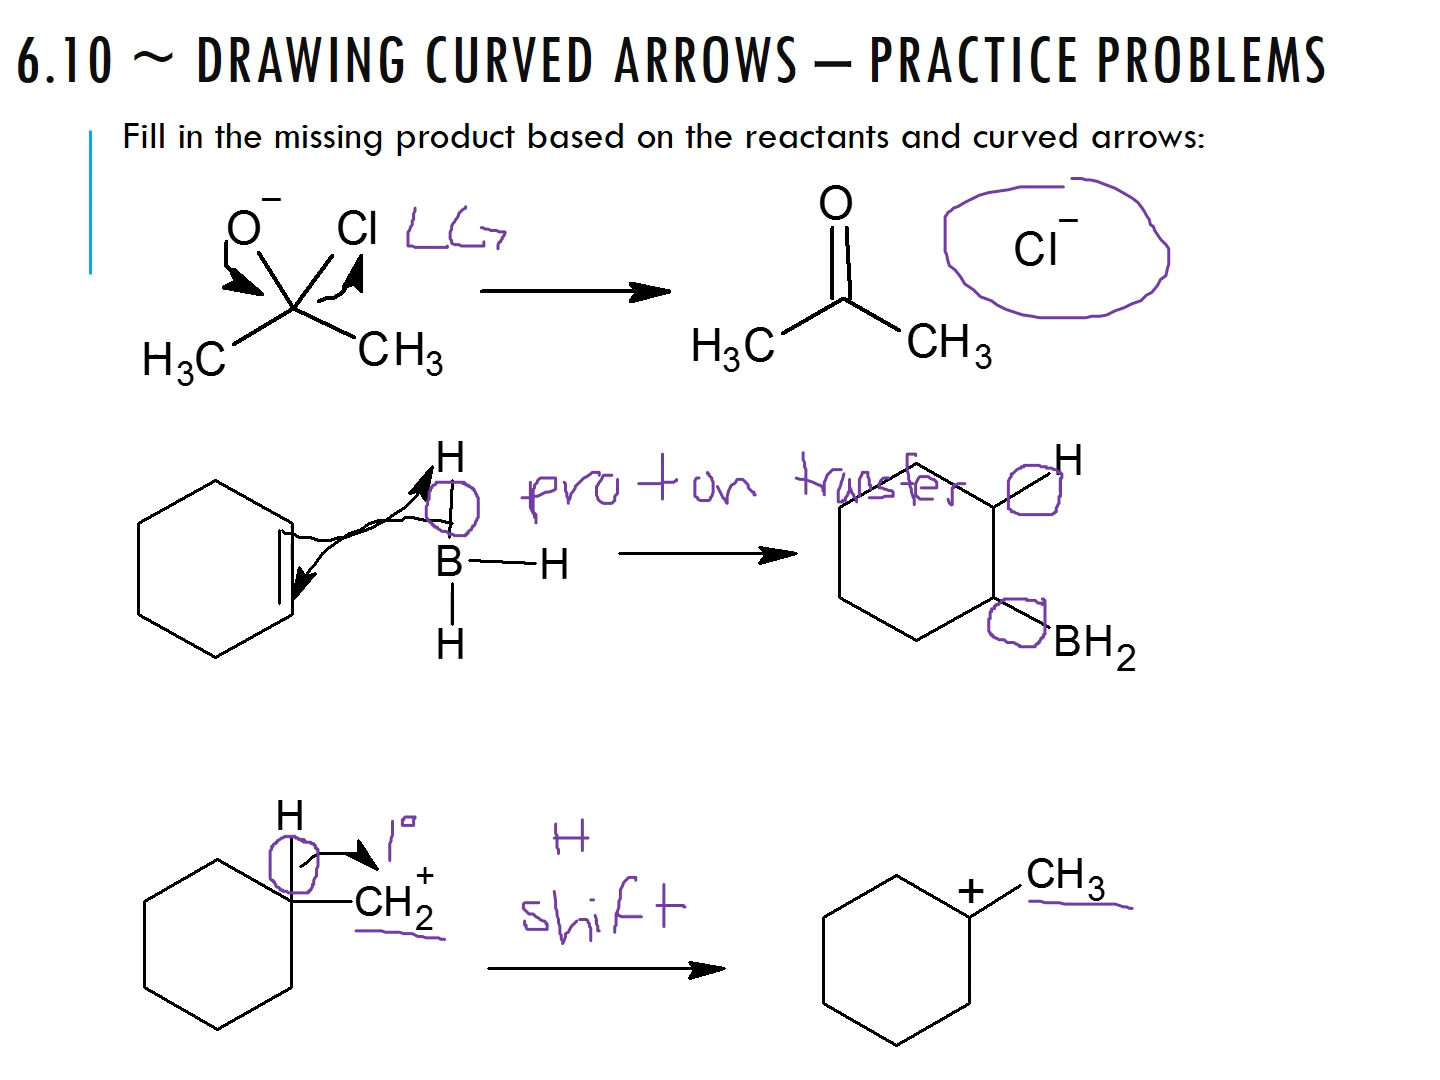 6.10 ~ DRAWING CURVED ARROWS – PRACTICE PROBLEMS
Fill in the missing product based on the reactants and curved arrows:
O⁻ Cl LG
H₃C CH₃
O
Cl⁻
H₃C CH₃
H
B H
H
proton transfer
H
BH₂
H 1°
CH₂⁺
H
shift
+ CH₃